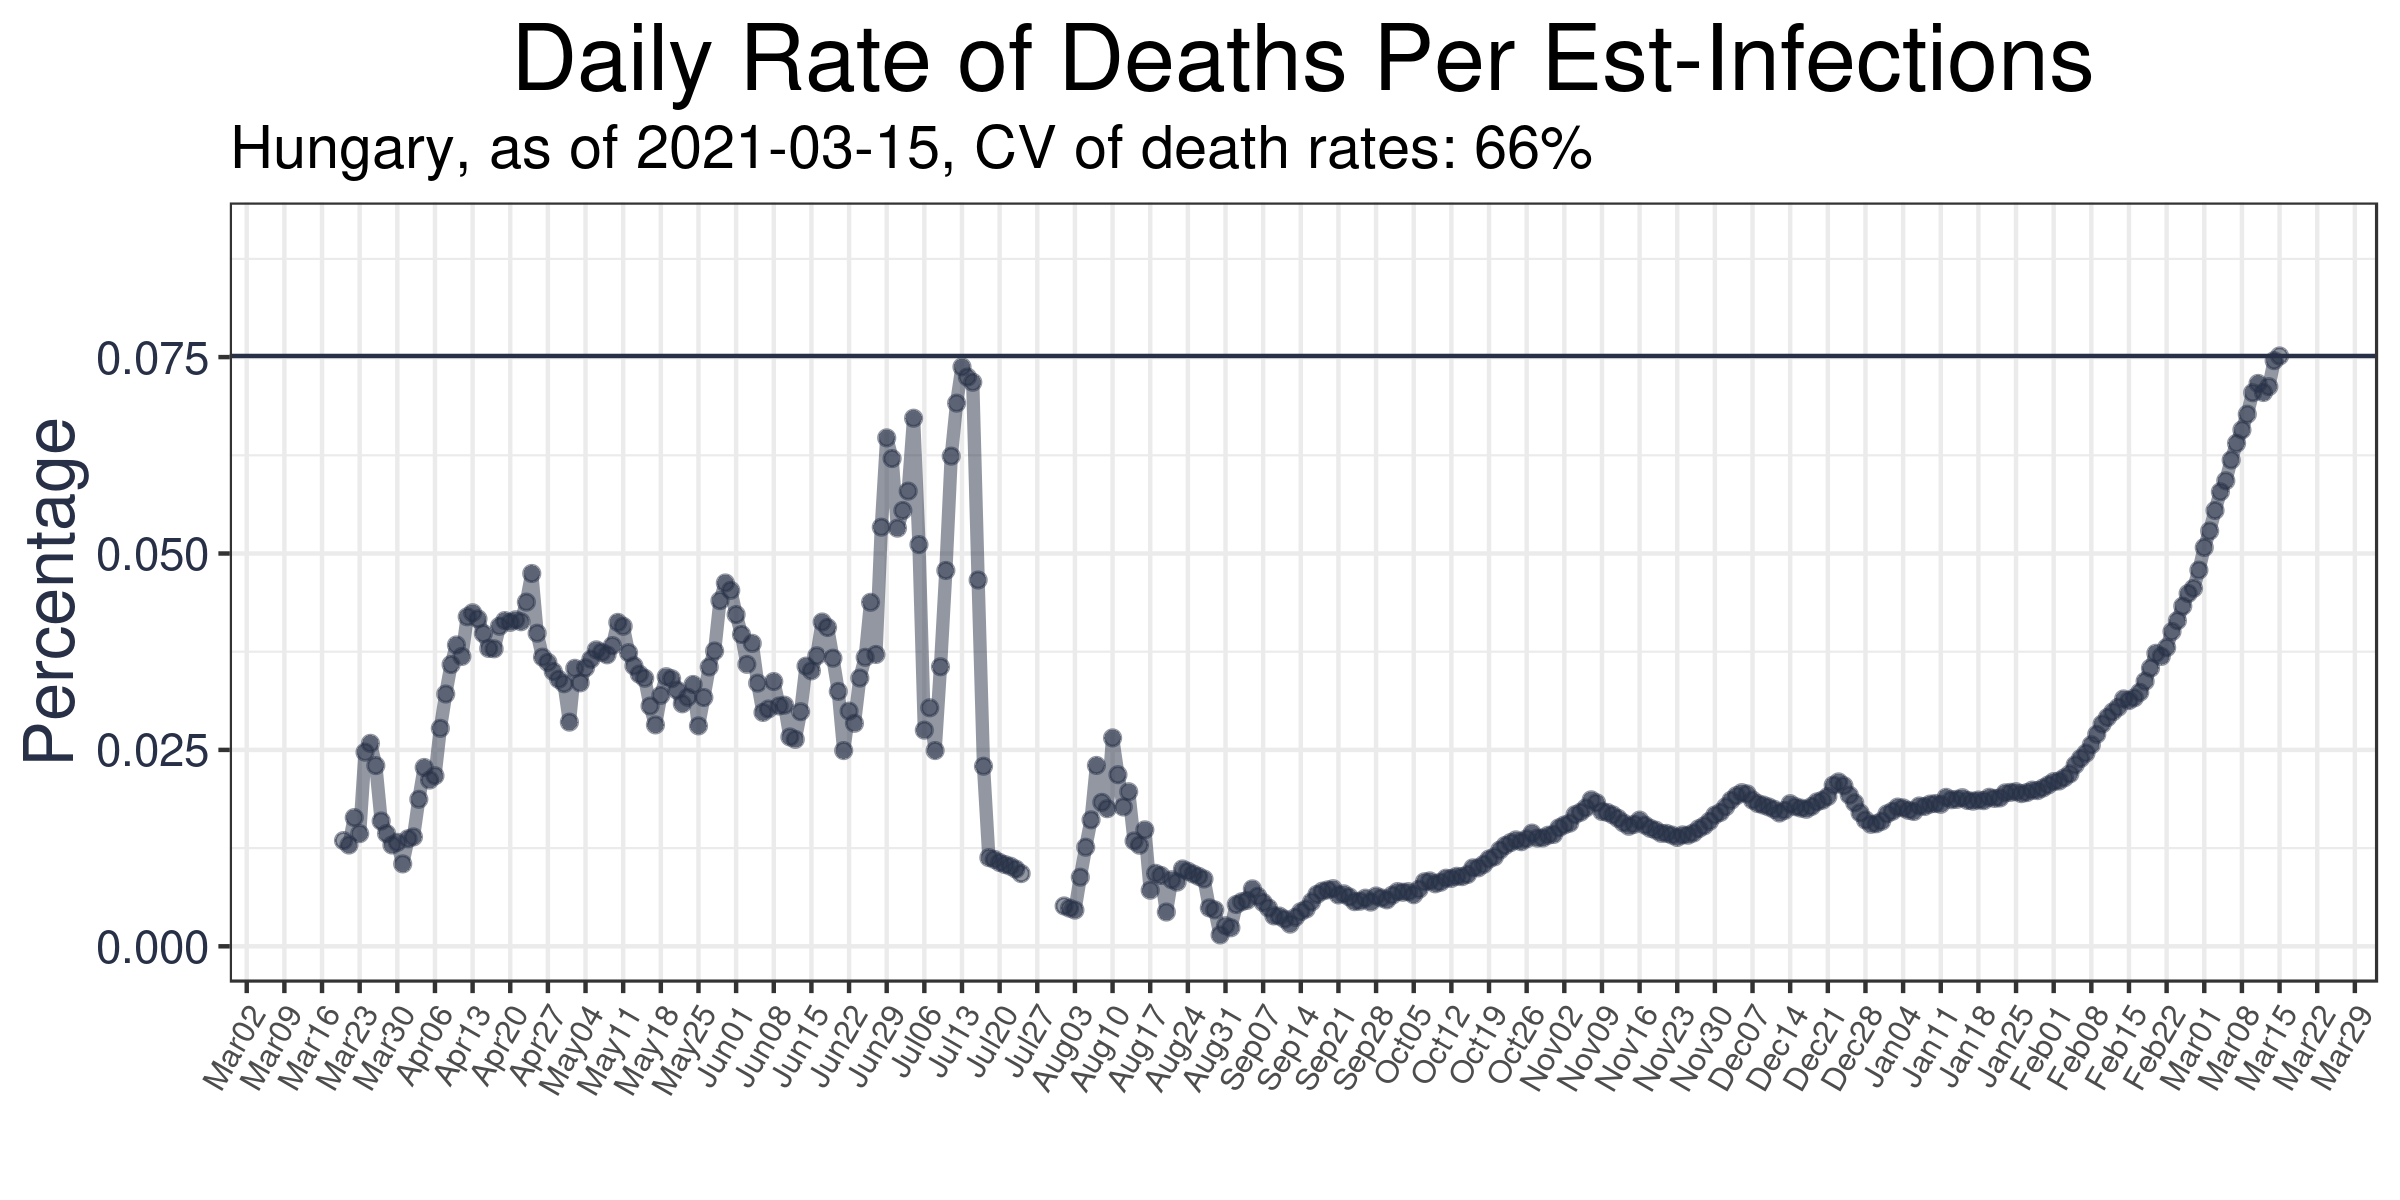 Daily Rate of Deaths Per Est-Infections
Hungary, as of 2021-03-15, CV of death rates: 66%
Percentage
0.075
0.050
0.025
0.000
Mar02
Mar09
Mar16
Mar23
Mar30
Apr06
Apr13
Apr20
Apr27
May04
May11
May18
May25
Jun01
Jun08
Jun15
Jun22
Jun29
Jul06
Jul13
Jul20
Jul27
Aug03
Aug10
Aug17
Aug24
Aug31
Sep07
Sep14
Sep21
Sep28
Oct05
Oct12
Oct19
Oct26
Nov02
Nov09
Nov16
Nov23
Nov30
Dec07
Dec14
Dec21
Dec28
Jan04
Jan11
Jan18
Jan25
Feb01
Feb08
Feb15
Feb22
Mar01
Mar08
Mar15
Mar22
Mar29